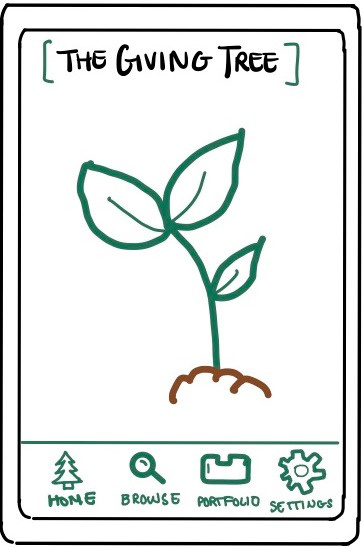 [THE GIVING TREE]
HOME BROWSE PORTFOLIO SETTINGS